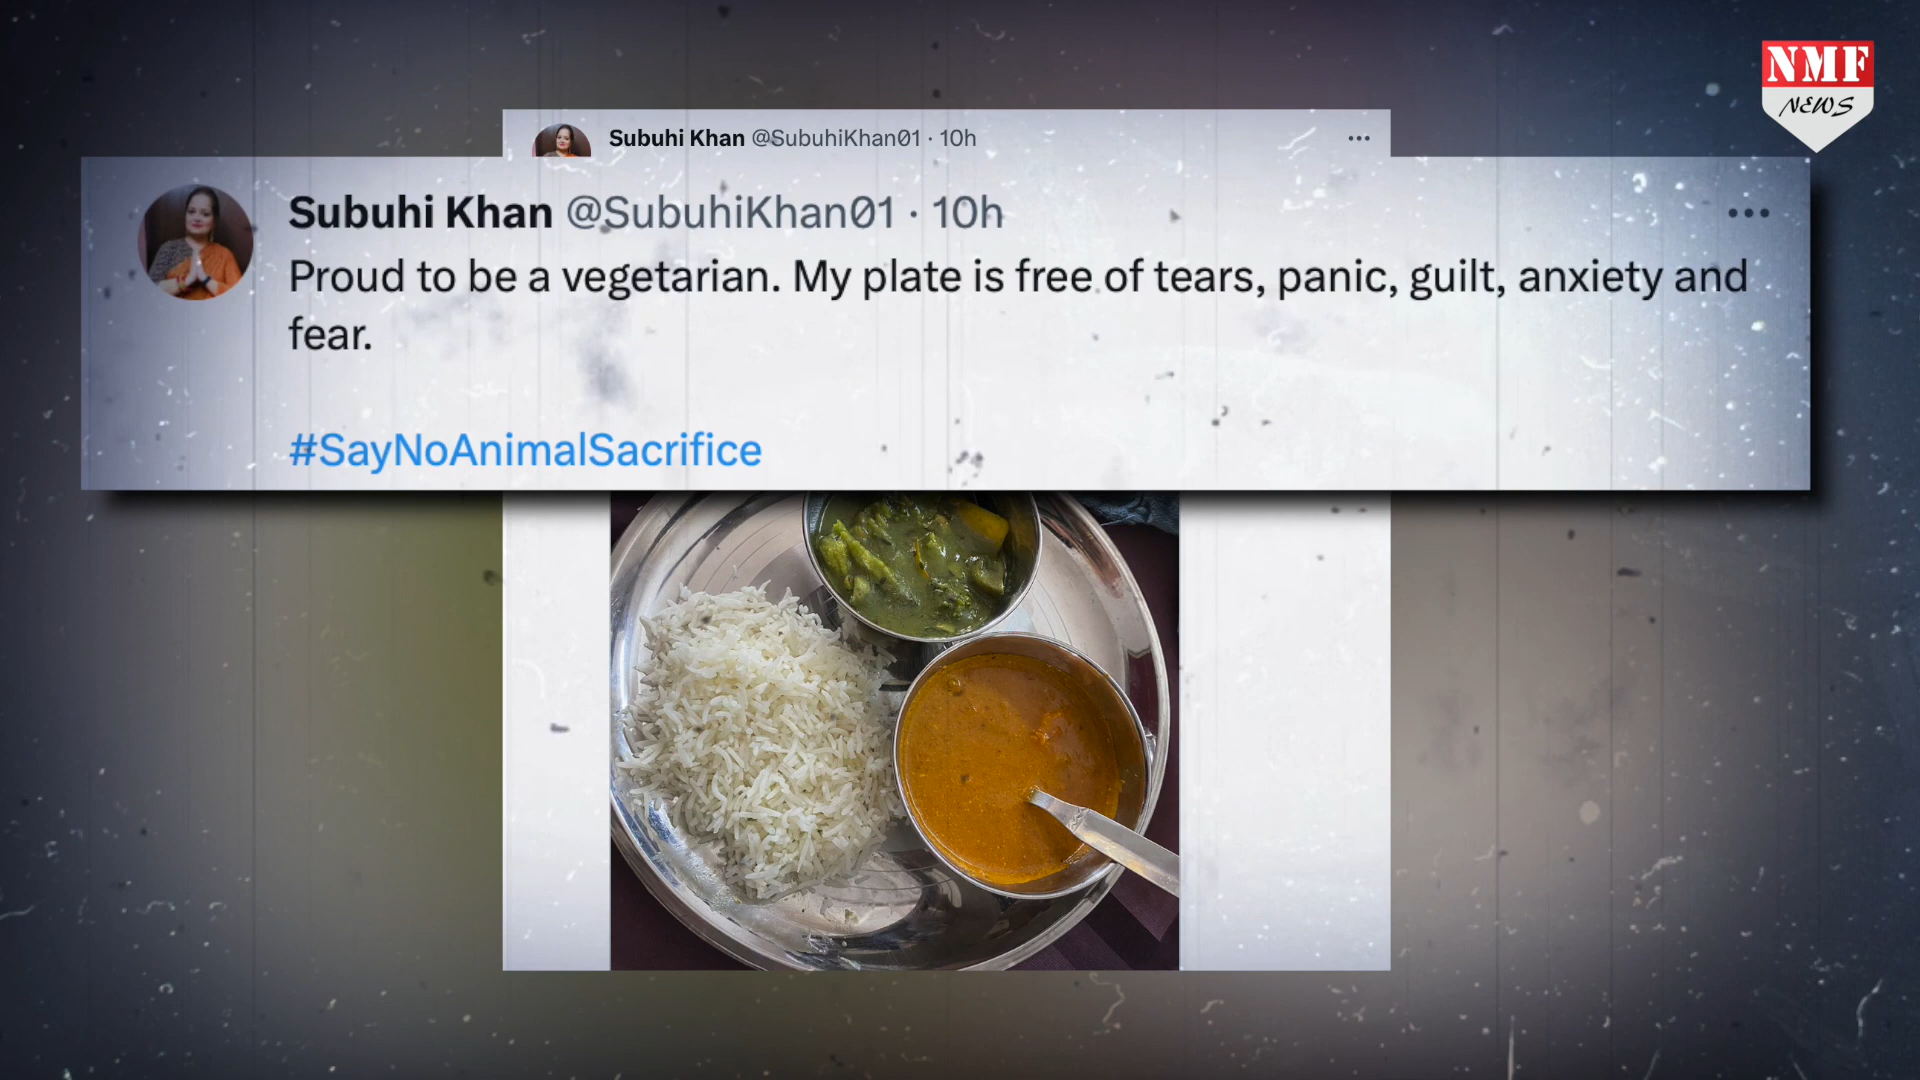 NMF
NEWS
Subuhi Khan @SubuhiKhan01 · 10h
Subuhi Khan @SubuhiKhan01 · 10h
Proud to be a vegetarian. My plate is free of tears, panic, guilt, anxiety and
fear.
#SayNoAnimalSacrifice